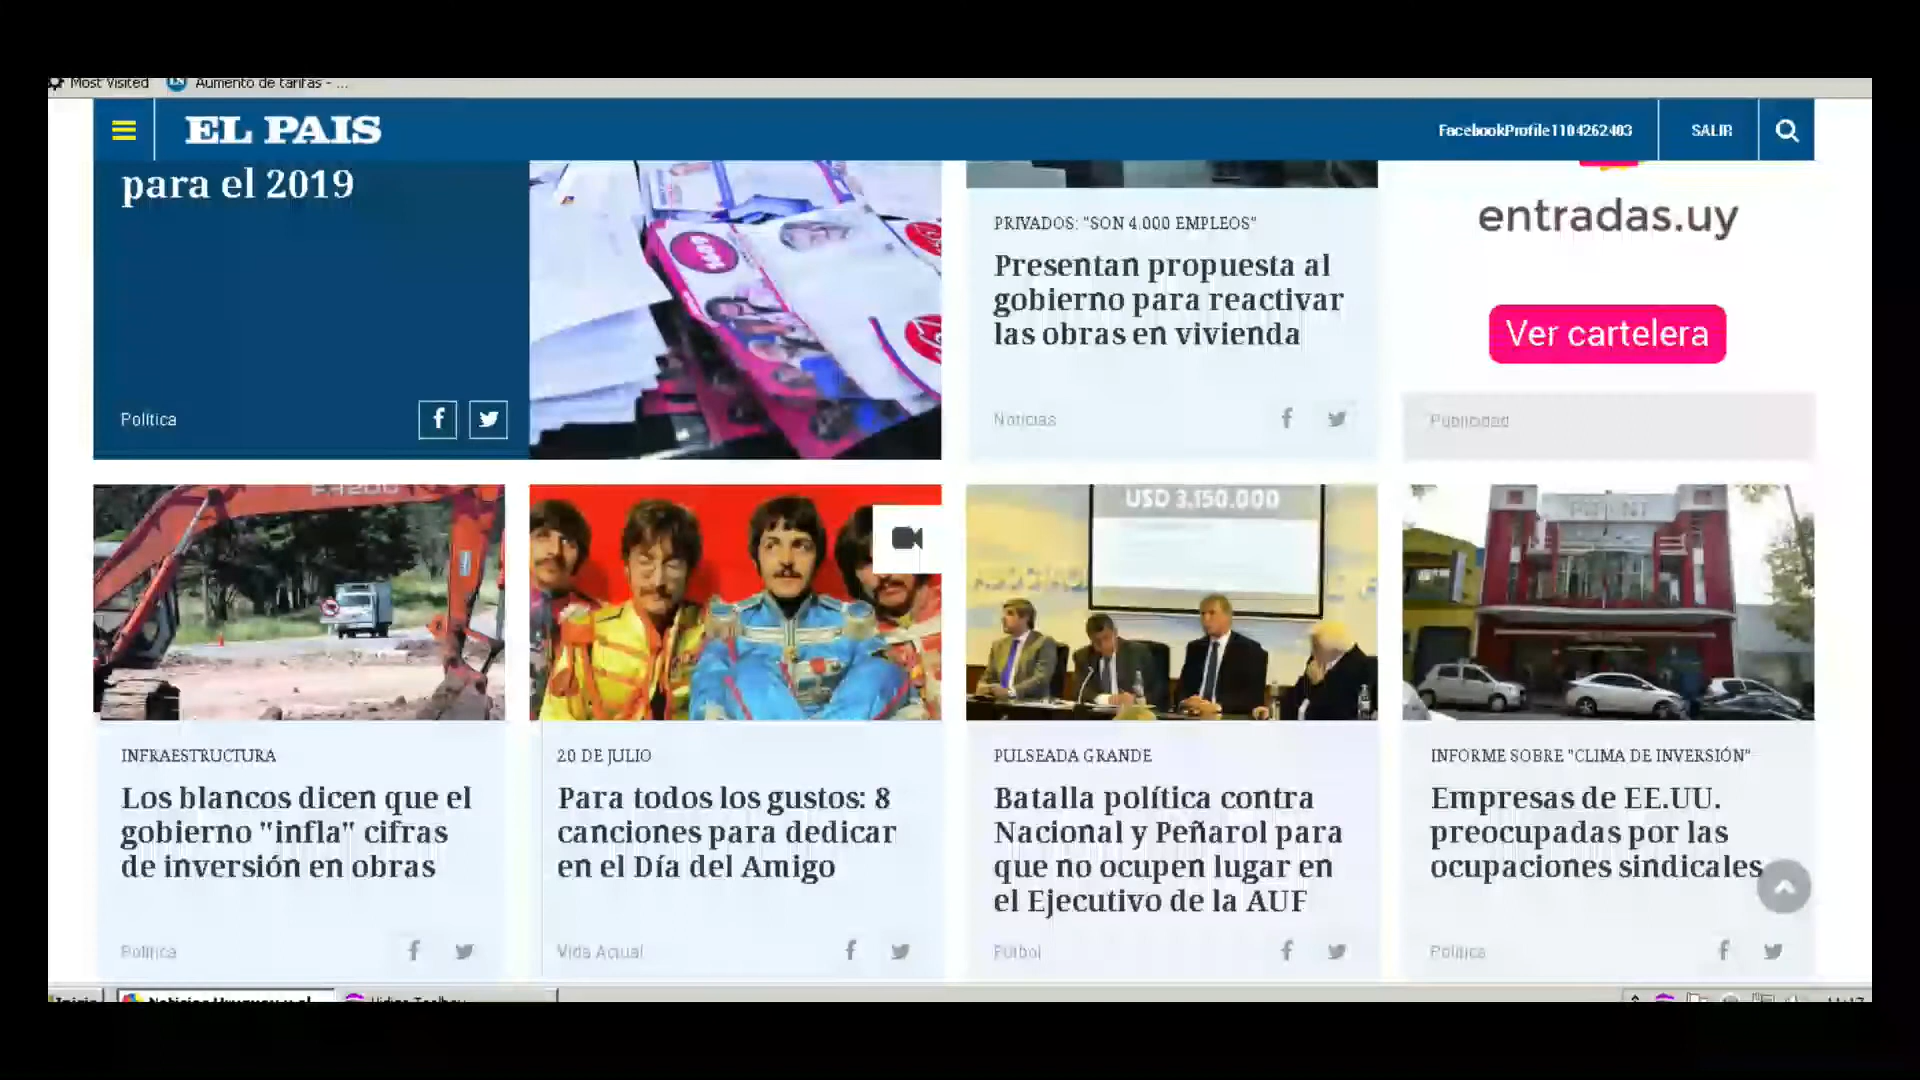 Most Visited
Aumento de tarifas - ...
EL PAIS
FacebookProfile1104262403
SALIR
para el 2019
Política
PRIVADOS: "SON 4.000 EMPLEOS"
Presentan propuesta al
gobierno para reactivar
las obras en vivienda
Noticias
entradas.uy
Ver cartelera
Publicidad
USD 3.150.000
INFRAESTRUCTURA
Los blancos dicen que el
gobierno "infla" cifras
de inversión en obras
Política
20 DE JULIO
Para todos los gustos: 8
canciones para dedicar
en el Día del Amigo
Vida Actual
PULSEADA GRANDE
Batalla política contra
Nacional y Peñarol para
que no ocupen lugar en
el Ejecutivo de la AUF
Fútbol
INFORME SOBRE "CLIMA DE INVERSIÓN"
Empresas de EE.UU.
preocupadas por las
ocupaciones sindicales
Política
Inicio
Noticias Uruguay y el